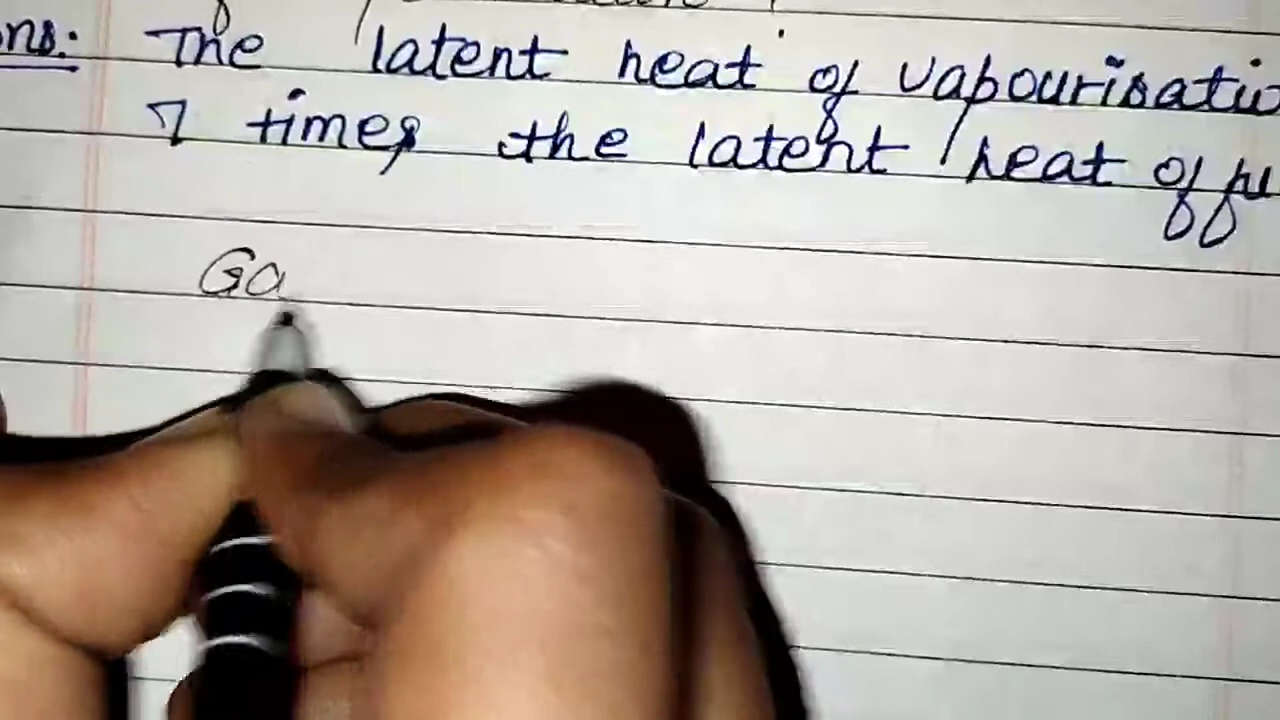 ns:- The latent heat of vapourisatio
7 times the latent heat of fu
Ga